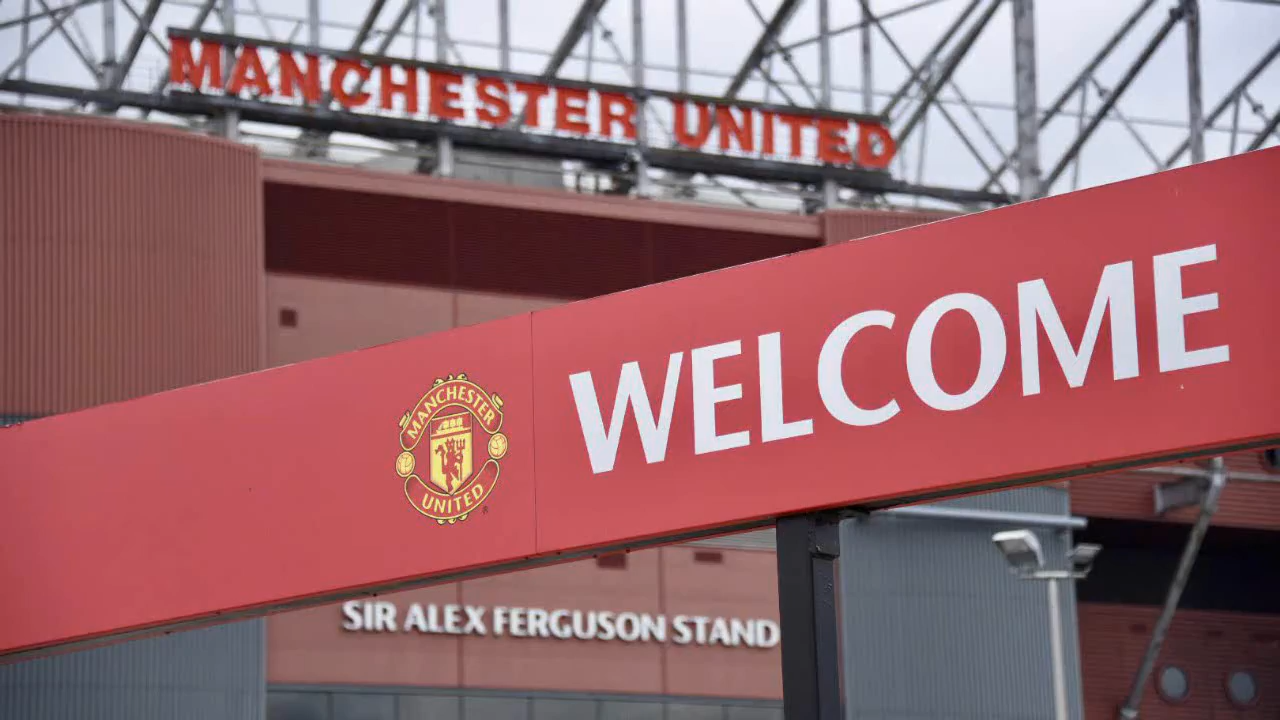 MANCHESTER UNITED
WELCOME
MANCHESTER
UNITED
SIR ALEX FERGUSON STAND